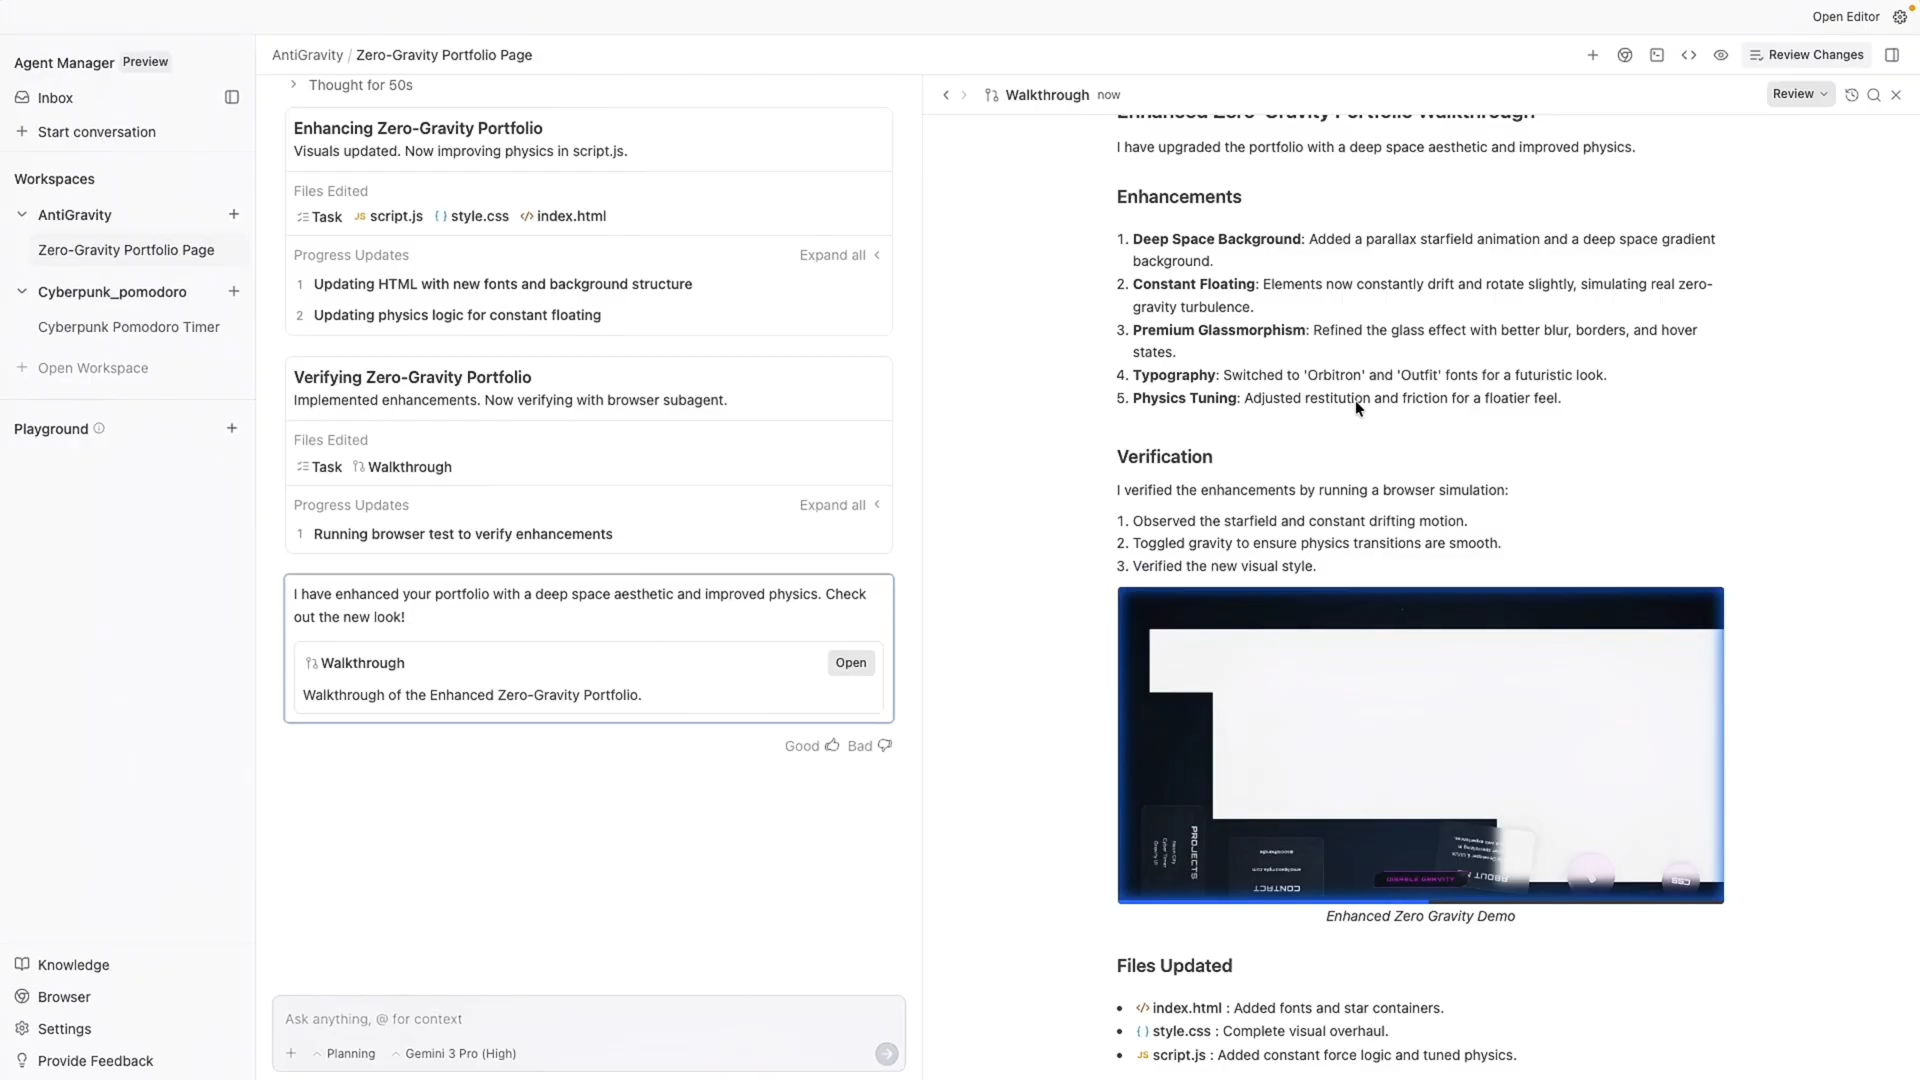 Open Editor
Agent Manager Preview
Inbox
Start conversation
Workspaces
AntiGravity
Zero-Gravity Portfolio Page
Cyberpunk_pomodoro
Cyberpunk Pomodoro Timer
Open Workspace
Playground
Knowledge
Browser
Settings
Provide Feedback
AntiGravity / Zero-Gravity Portfolio Page
Review Changes
Thought for 50s
Enhancing Zero-Gravity Portfolio
Visuals updated. Now improving physics in script.js.
Files Edited
Task JS script.js { } style.css </> index.html
Progress Updates
Expand all
1 Updating HTML with new fonts and background structure
2 Updating physics logic for constant floating
Verifying Zero-Gravity Portfolio
Implemented enhancements. Now verifying with browser subagent.
Files Edited
Task Walkthrough
Progress Updates
Expand all
1 Running browser test to verify enhancements
I have enhanced your portfolio with a deep space aesthetic and improved physics. Check
out the new look!
Walkthrough
Open
Walkthrough of the Enhanced Zero-Gravity Portfolio.
Good Bad
Ask anything, @ for context
Planning Gemini 3 Pro (High)
Walkthrough now
Review
Enhanced Zero-Gravity Portfolio Walkthrough
I have upgraded the portfolio with a deep space aesthetic and improved physics.
Enhancements
1. Deep Space Background: Added a parallax starfield animation and a deep space gradient
background.
2. Constant Floating: Elements now constantly drift and rotate slightly, simulating real zero-
gravity turbulence.
3. Premium Glassmorphism: Refined the glass effect with better blur, borders, and hover
states.
4. Typography: Switched to 'Orbitron' and 'Outfit' fonts for a futuristic look.
5. Physics Tuning: Adjusted restitution and friction for a floatier feel.
Verification
I verified the enhancements by running a browser simulation:
1. Observed the starfield and constant drifting motion.
2. Toggled gravity to ensure physics transitions are smooth.
3. Verified the new visual style.
PROJECTS
CONTACT
DISABLE GRAVITY
ABOUT
CSS
Enhanced Zero Gravity Demo
Files Updated
</> index.html : Added fonts and star containers.
{ } style.css : Complete visual overhaul.
JS script.js : Added constant force logic and tuned physics.